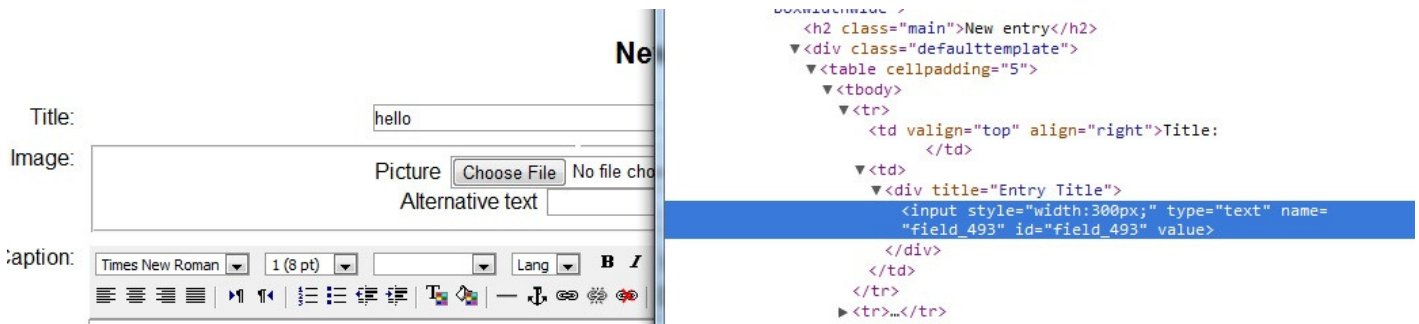 New
Title:
hello
Image:
Picture Choose File No file cho
Alternative text
Caption:
Times New Roman 1 (8 pt) Lang B I
<h2 class="main">New entry</h2>
▼<div class="defaulttemplate">
▼<table cellpadding="5">
▼<tbody>
▼<tr>
<td valign="top" align="right">Title:
</td>
▼<td>
▼<div title="Entry Title">
<input style="width:300px;" type="text" name=
"field_493" id="field_493" value>
</div>
</td>
</tr>
▶<tr>…</tr>